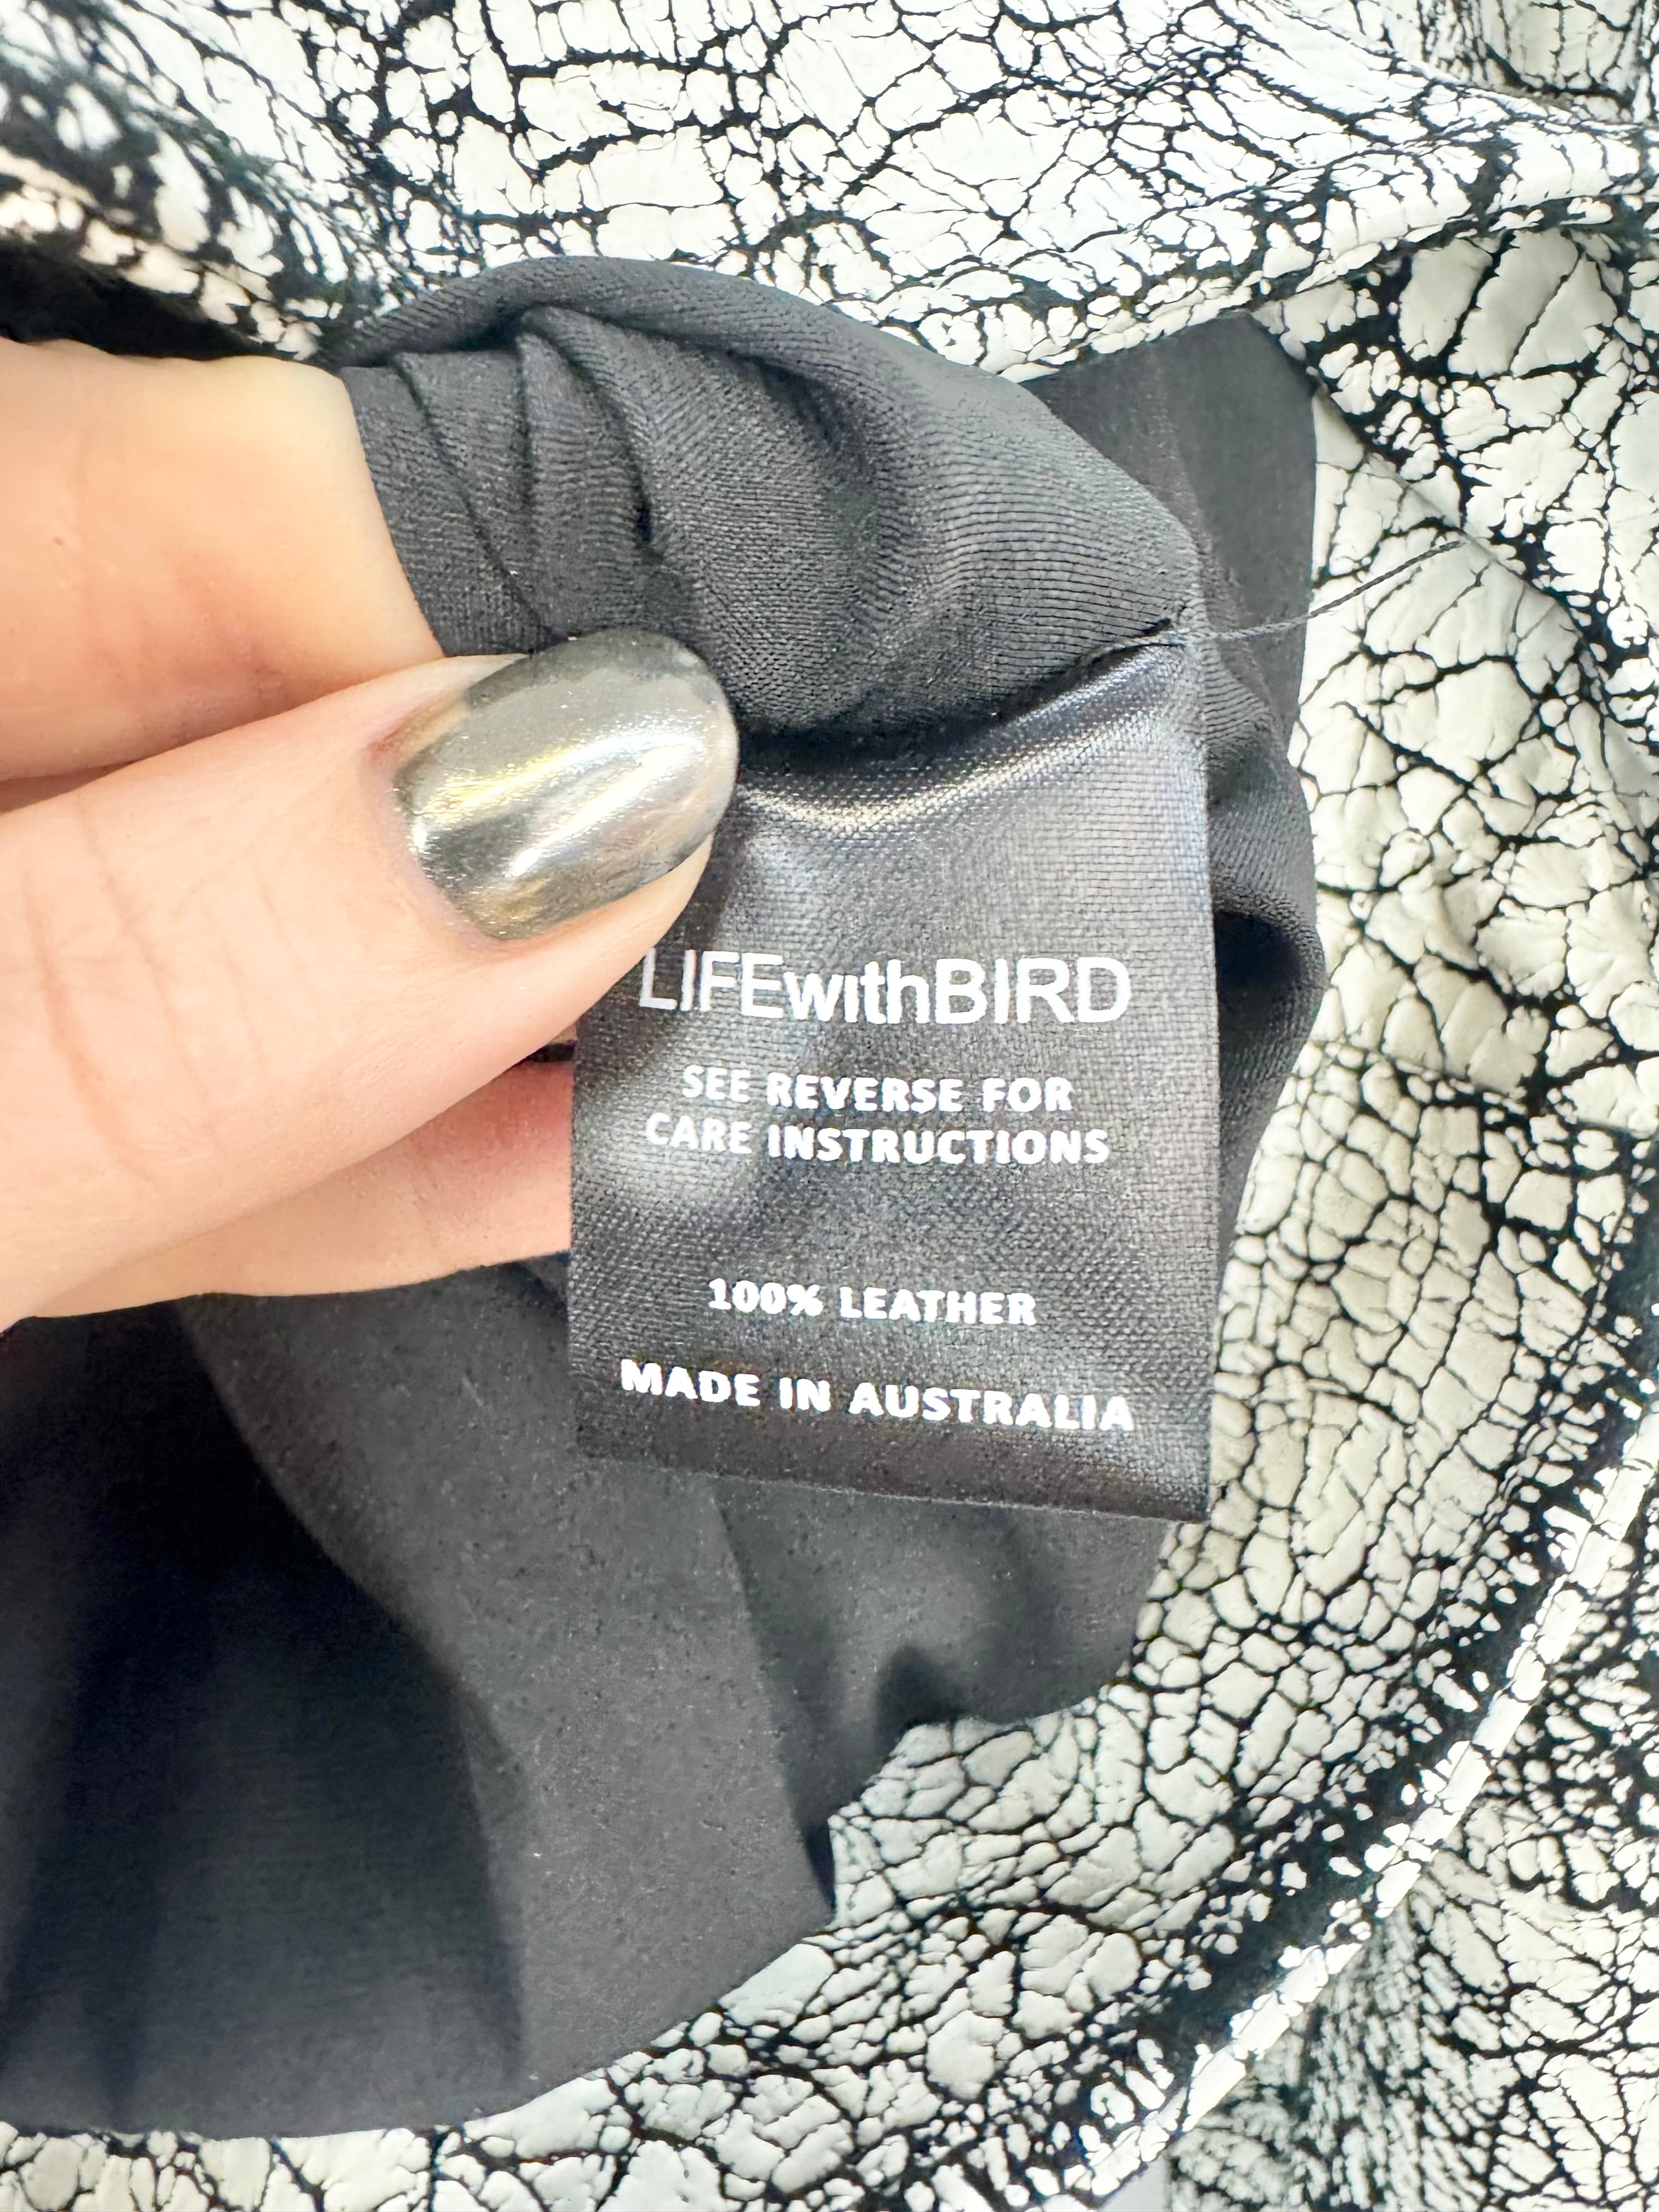 LIFEwithBIRD
SEE REVERSE FOR
CARE INSTRUCTIONS
100% LEATHER
MADE IN AUSTRALIA